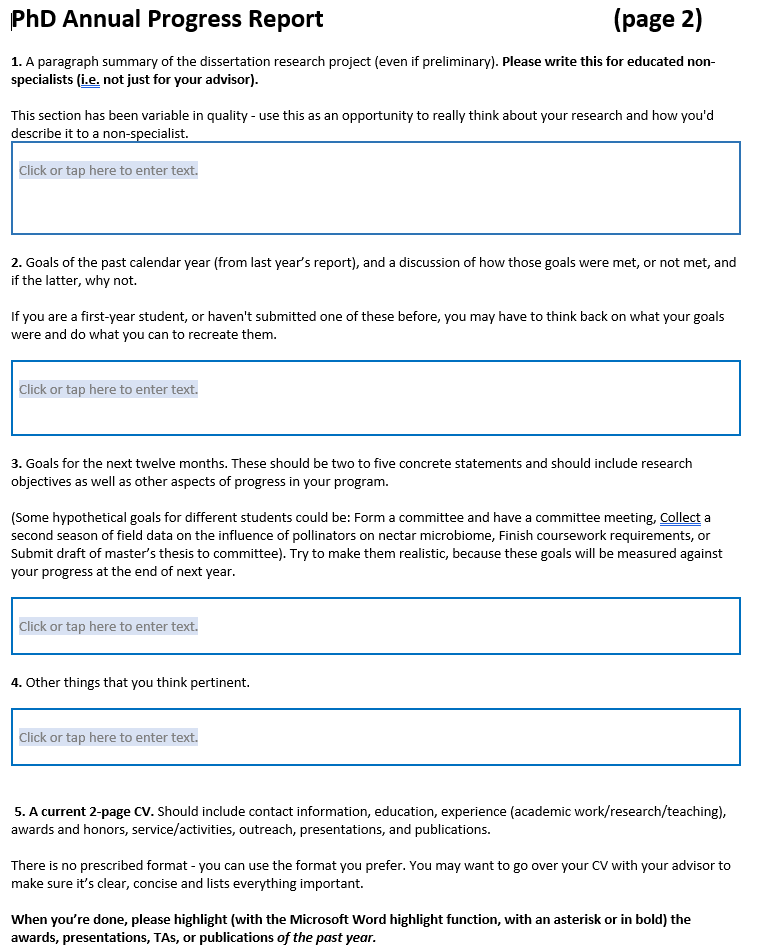 PhD Annual Progress Report (page 2)
1. A paragraph summary of the dissertation research project (even if preliminary). Please write this for educated non-
specialists (i.e. not just for your advisor).
This section has been variable in quality - use this as an opportunity to really think about your research and how you'd
describe it to a non-specialist.
Click or tap here to enter text.
2. Goals of the past calendar year (from last year’s report), and a discussion of how those goals were met, or not met, and
if the latter, why not.
If you are a first-year student, or haven't submitted one of these before, you may have to think back on what your goals
were and do what you can to recreate them.
Click or tap here to enter text.
3. Goals for the next twelve months. These should be two to five concrete statements and should include research
objectives as well as other aspects of progress in your program.
(Some hypothetical goals for different students could be: Form a committee and have a committee meeting, Collect a
second season of field data on the influence of pollinators on nectar microbiome, Finish coursework requirements, or
Submit draft of master’s thesis to committee). Try to make them realistic, because these goals will be measured against
your progress at the end of next year.
Click or tap here to enter text.
4. Other things that you think pertinent.
Click or tap here to enter text.
5. A current 2-page CV. Should include contact information, education, experience (academic work/research/teaching),
awards and honors, service/activities, outreach, presentations, and publications.
There is no prescribed format - you can use the format you prefer. You may want to go over your CV with your advisor to
make sure it’s clear, concise and lists everything important.
When you’re done, please highlight (with the Microsoft Word highlight function, with an asterisk or in bold) the
awards, presentations, TAs, or publications of the past year.